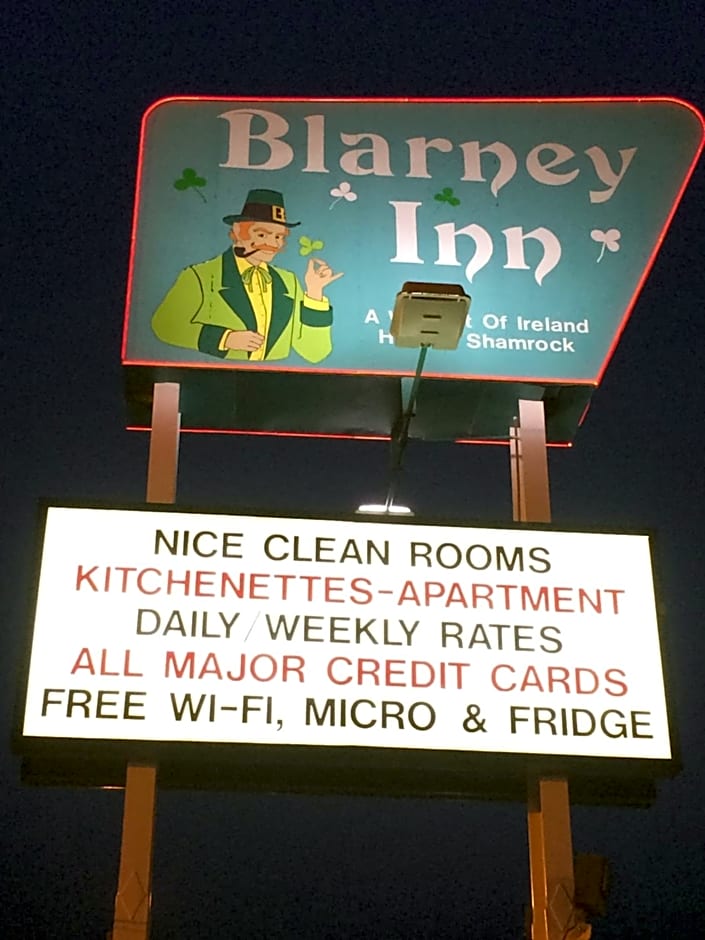 Blarney
Inn
A Of Ireland
Shamrock
NICE CLEAN ROOMS
KITCHENETTES-APARTMENT
DAILY/WEEKLY RATES
ALL MAJOR CREDIT CARDS
FREE WI-FI, MICRO & FRIDGE